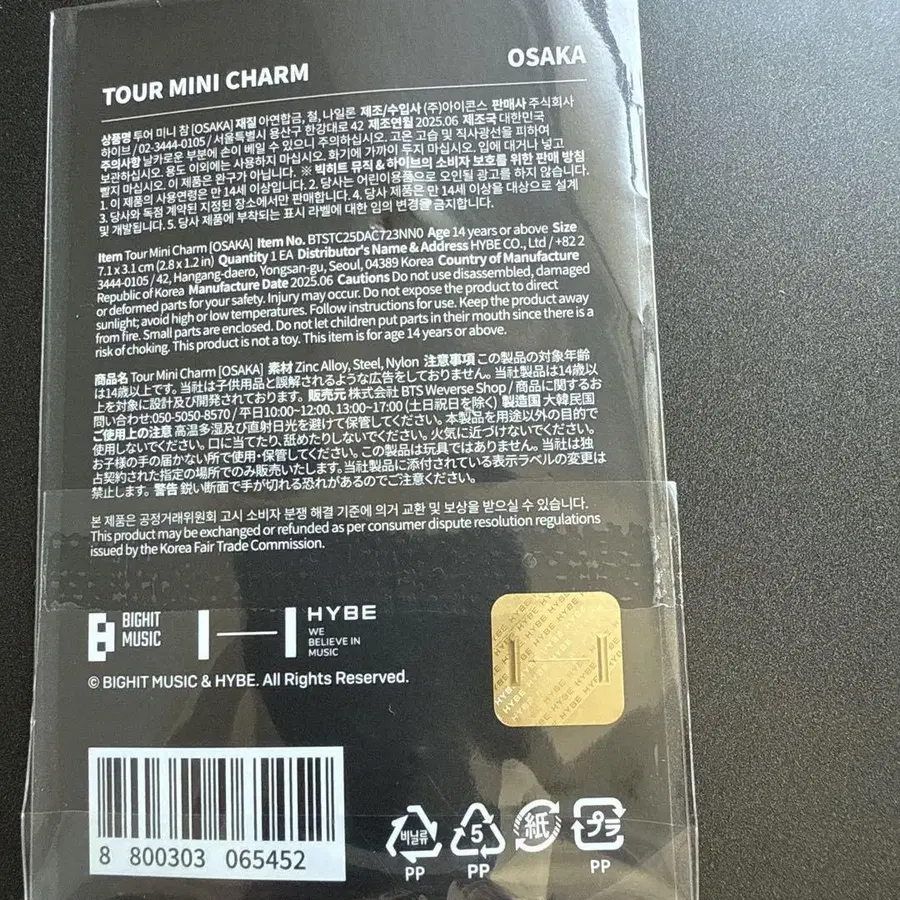 TOUR MINI CHARM
OSAKA
상품명 투어 미니 참 [OSAKA] 재질 아연합금, 철, 나일론 제조/수입사 (주)아이콘스 판매사 주식회사
하이브 / 02-3444-0105 / 서울특별시 용산구 한강대로 42 제조연월 2025.06 제조국 대한민국
주의사항 날카로운 부분에 손이 베일 수 있으니 주의하십시오. 고온 고습 및 직사광선을 피하여
보관하십시오. 용도 이외에는 사용하지 마십시오. 화기에 가까이 두지 마십시오. 입에 대거나 넣고
빨지 마십시오. 이 제품은 완구가 아닙니다. ※ 빅히트 뮤직 & 하이브의 소비자 보호를 위한 판매 방침
1. 이 제품의 사용연령은 만 14세 이상입니다. 2. 당사는 어린이용품으로 오인될 광고를 하지 않습니다.
3. 당사와 독점 계약된 지정된 장소에서만 판매합니다. 4. 당사 제품은 만 14세 이상을 대상으로 설계
및 개발됩니다. 5. 당사 제품에 부착되는 표시 라벨에 대한 임의 변경을 금지합니다.
Item Tour Mini Charm [OSAKA] Item No. BTSTC25DAC723NN0 Age 14 years or above Size
7.1 x 3.1 cm (2.8 x 1.2 in) Quantity 1 EA Distributor's Name & Address HYBE CO., Ltd / +82 2
3444-0105 / 42, Hangang-daero, Yongsan-gu, Seoul, 04389 Korea Country of Manufacture
Republic of Korea Manufacture Date 2025.06 Cautions Do not use disassembled, damaged
or deformed parts for your safety. Injury may occur. Do not expose the product to direct
sunlight; avoid high or low temperatures. Follow instructions for use. Keep the product away
from fire. Small parts are enclosed. Do not let children put parts in their mouth since there is a
risk of choking. This product is not a toy. This item is for age 14 years or above.
商品名 Tour Mini Charm [OSAKA] 素材 Zinc Alloy, Steel, Nylon 注意事項 この製品の対象年齢
は14歳以上です。当社は子供用品と誤解されるような広告をしておりません。当社製品は14歳以
上を対象に設計及び開発されております。 販売元 株式会社 BTS Weverse Shop / 商品に関するお
問い合わせ:050-5050-8570 / 平日10:00~12:00、13:00~17:00 (土日祝日を除く) 製造国 大韓民国
ご使用上の注意 高温多湿及び直射日光を避けて保管してください。本製品を用途以外の目的で
使用しないでください。口に当てたり、舐めたりしないでください。火気に近づけないでください。
お子様の手の届かない所で使用・保管してください。この製品は玩具ではありません。当社は独
占契約された指定の場所でのみ販売いたします。当社製品に添付されている表示ラベルの変更は
禁止します。 警告 鋭い断面で手が切れる恐れがあるのでご注意ください。
본 제품은 공정거래위원회 고시 소비자 분쟁 해결 기준에 의거 교환 및 보상을 받으실 수 있습니다.
This product may be exchanged or refunded as per consumer dispute resolution regulations
issued by the Korea Fair Trade Commission.
BIGHIT
MUSIC
HYBE
WE
BELIEVE IN
MUSIC
© BIGHIT MUSIC & HYBE. All Rights Reserved.
HYBE HYBE HYBE
8 800303 065452
비닐류
PP
5
PP
紙
プラ
PP